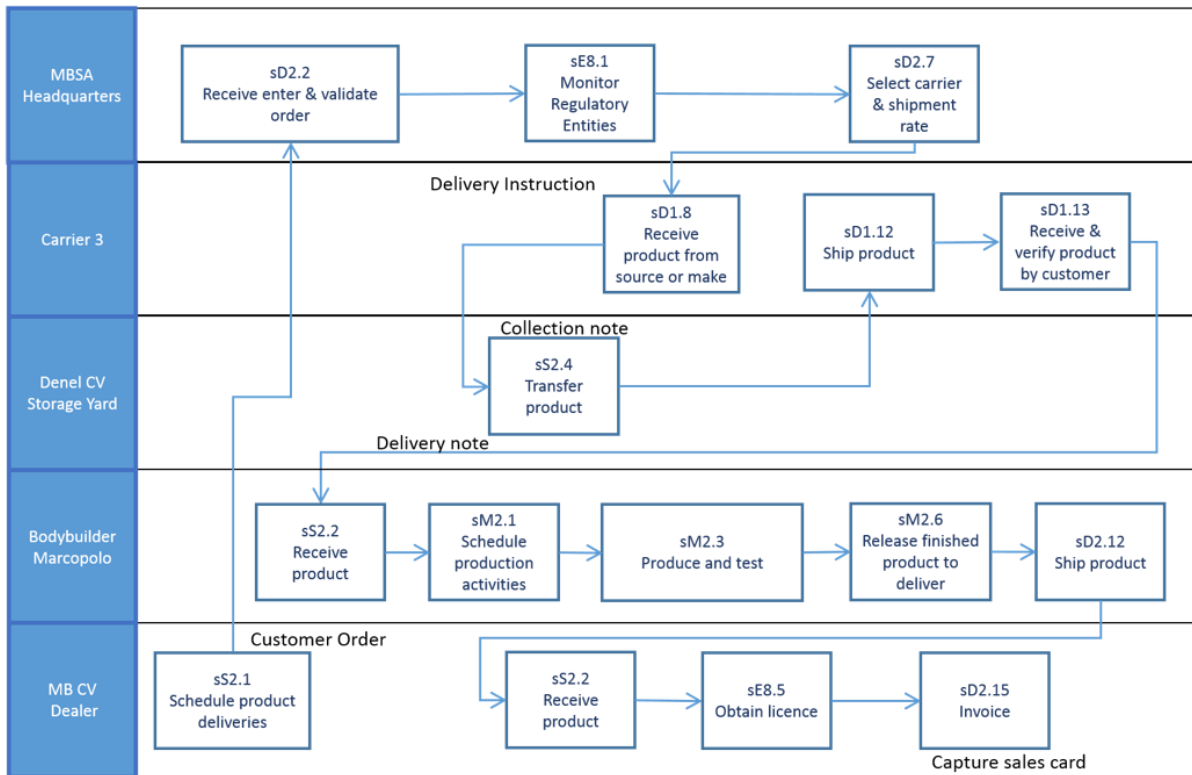 MBSA
Headquarters
sD2.2
Receive enter & validate
order
sE8.1
Monitor
Regulatory
Entities
sD2.7
Select carrier
& shipment
rate
Carrier 3
Delivery Instruction
sD1.8
Receive
product from
source or make
sD1.12
Ship product
sD1.13
Receive &
verify product
by customer
Denel CV
Storage Yard
Collection note
sS2.4
Transfer
product
Delivery note
Bodybuilder
Marcopolo
sS2.2
Receive
product
sM2.1
Schedule
production
activities
sM2.3
Produce and test
sM2.6
Release finished
product to
deliver
sD2.12
Ship product
MB CV
Dealer
Customer Order
sS2.1
Schedule product
deliveries
sS2.2
Receive
product
sE8.5
Obtain licence
sD2.15
Invoice
Capture sales card